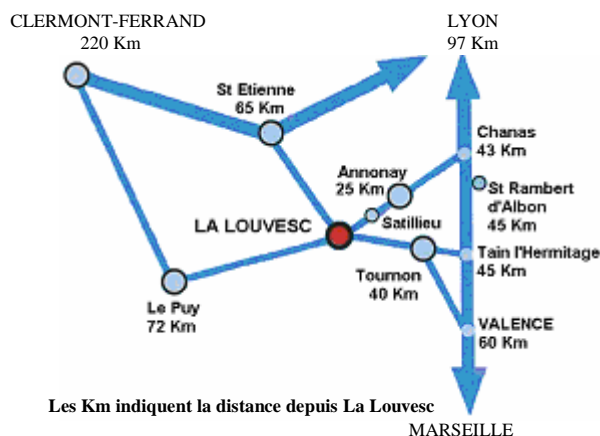 CLERMONT-FERRAND
220 Km
LYON
97 Km
St Etienne
65 Km
Chanas
43 Km
Annonay
25 Km
St Rambert
d'Albon
45 Km
Satillieu
LA LOUVESC
Tain l'Hermitage
45 Km
Tournon
40 Km
Le Puy
72 Km
VALENCE
60 Km
Les Km indiquent la distance depuis La Louvesc
MARSEILLE